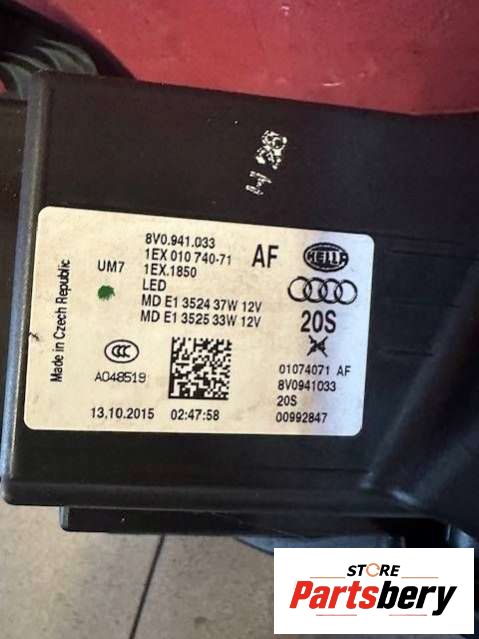 8V0.941.033
1EX 010 740-71 AF HELLA
UM7 1EX.1850
LED
MD E1 3524 37W 12V
MD E1 3525 33W 12V 20S
Made in Czech Republic
CCC
A048519
13.10.2015 02:47:58
01074071 AF
8V0941033
20S
00992847
STORE
Partsbery